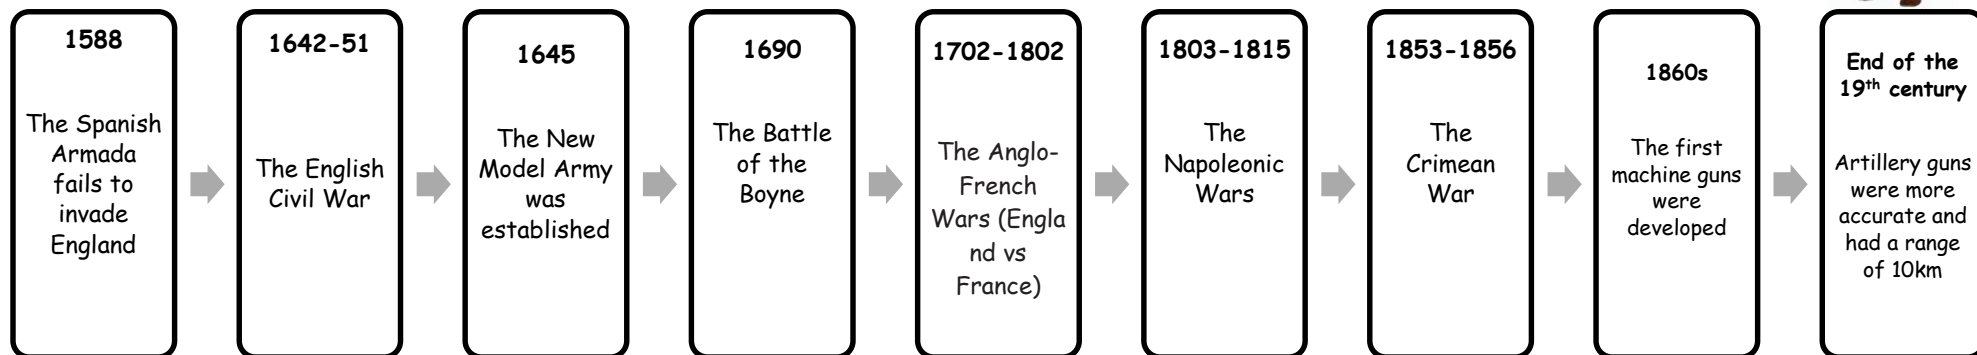 1588
The Spanish
Armada
fails to
invade
England
1642-51
The English
Civil War
1645
The New
Model Army
was
established
1690
The Battle
of the
Boyne
1702-1802
The Anglo-
French
Wars (Engla
nd vs
France)
1803-1815
The
Napoleonic
Wars
1853-1856
The
Crimean
War
1860s
The first
machine guns
were
developed
End of the
19th century
Artillery guns
were more
accurate and
had a range
of 10km